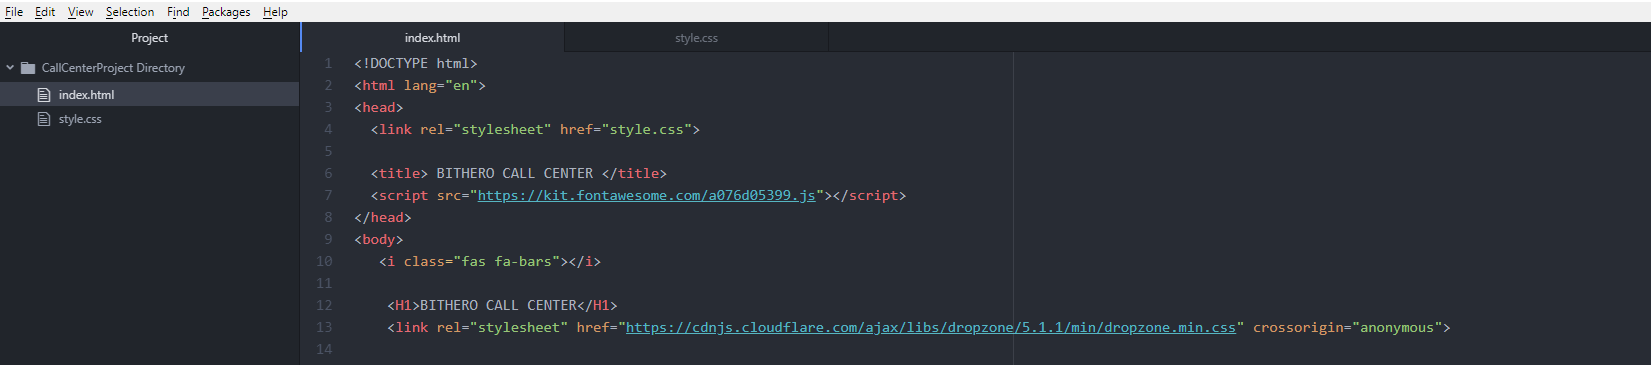 File Edit View Selection Find Packages Help
Project
CallCenterProject Directory
index.html
style.css
index.html style.css
1 <!DOCTYPE html>
2 <html lang="en">
3 <head>
4 <link rel="stylesheet" href="style.css">
5
6 <title> BITHERO CALL CENTER </title>
7 <script src="https://kit.fontawesome.com/a076d05399.js"></script>
8 </head>
9 <body>
10 <i class="fas fa-bars"></i>
11
12 <H1>BITHERO CALL CENTER</H1>
13 <link rel="stylesheet" href="https://cdnjs.cloudflare.com/ajax/libs/dropzone/5.1.1/min/dropzone.min.css" crossorigin="anonymous">
14